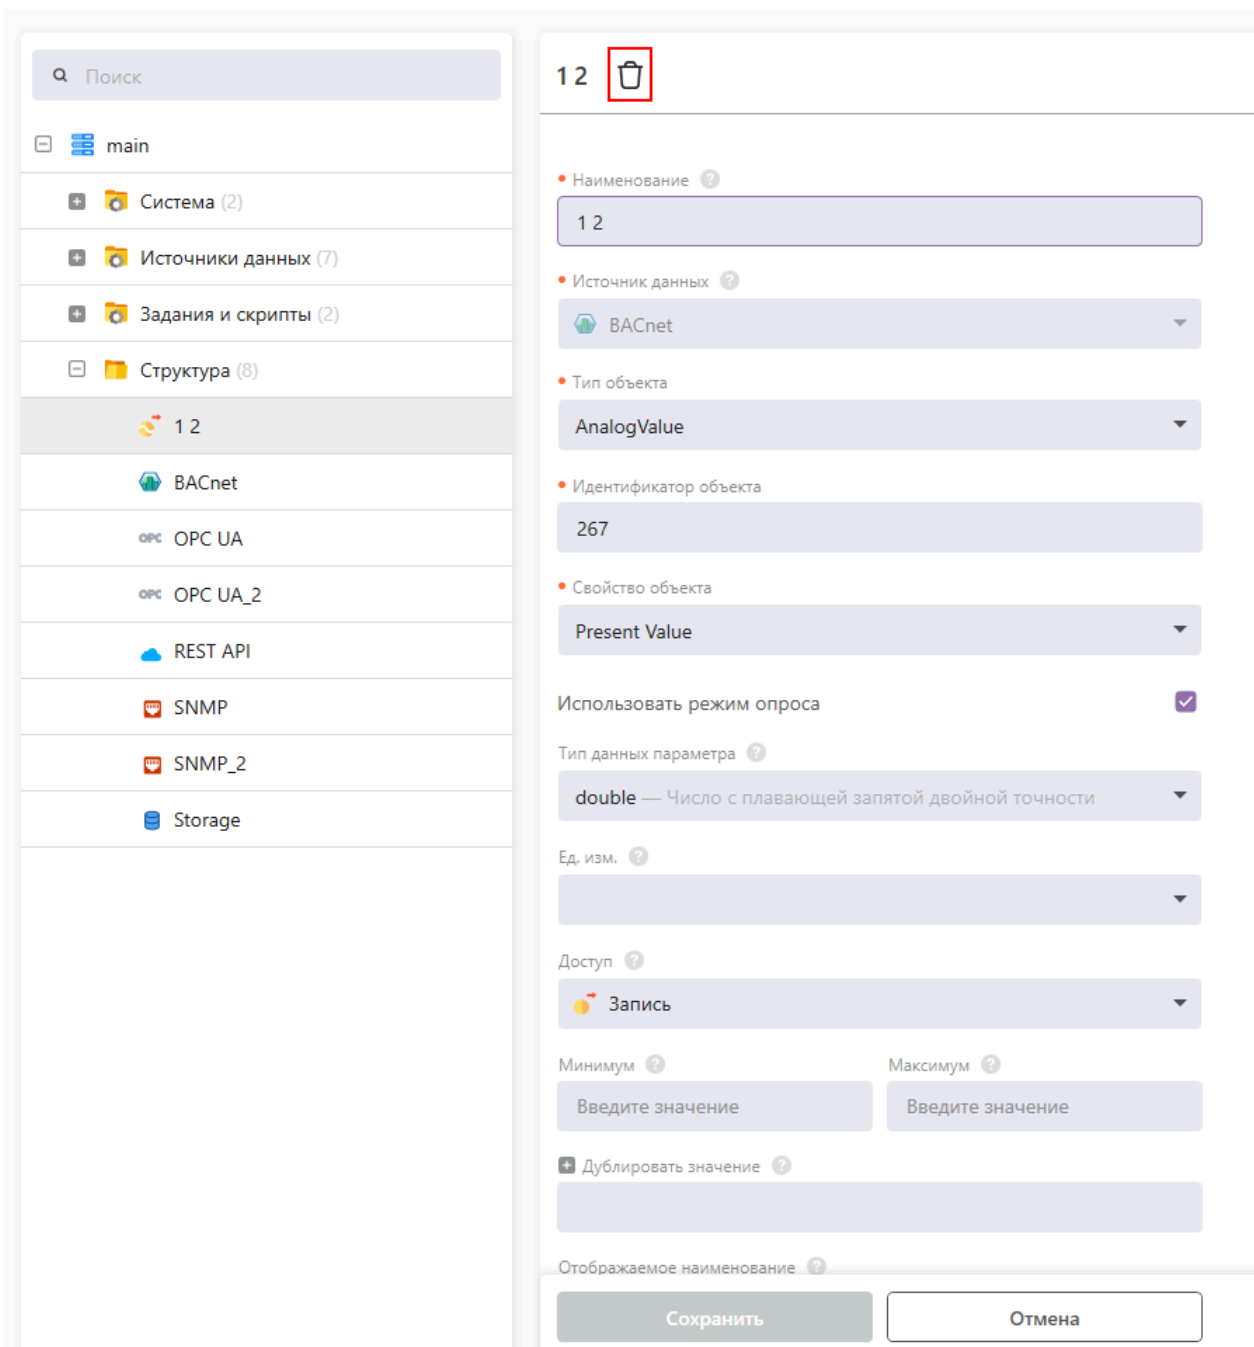 Поиск
main
Система (2)
Источники данных (7)
Задания и скрипты (2)
Структура (8)
1 2
BACnet
OPC OPC UA
OPC OPC UA_2
REST API
SNMP
SNMP_2
Storage
1 2
• Наименование ?
1 2
• Источник данных ?
BACnet
• Тип объекта
AnalogValue
• Идентификатор объекта
267
• Свойство объекта
Present Value
Использовать режим опроса
Тип данных параметра ?
double — Число с плавающей запятой двойной точности
Ед. изм. ?
Доступ ?
Запись
Минимум ? Максимум ?
Введите значение Введите значение
Дублировать значение ?
Отображаемое наименование ?
Сохранить Отмена